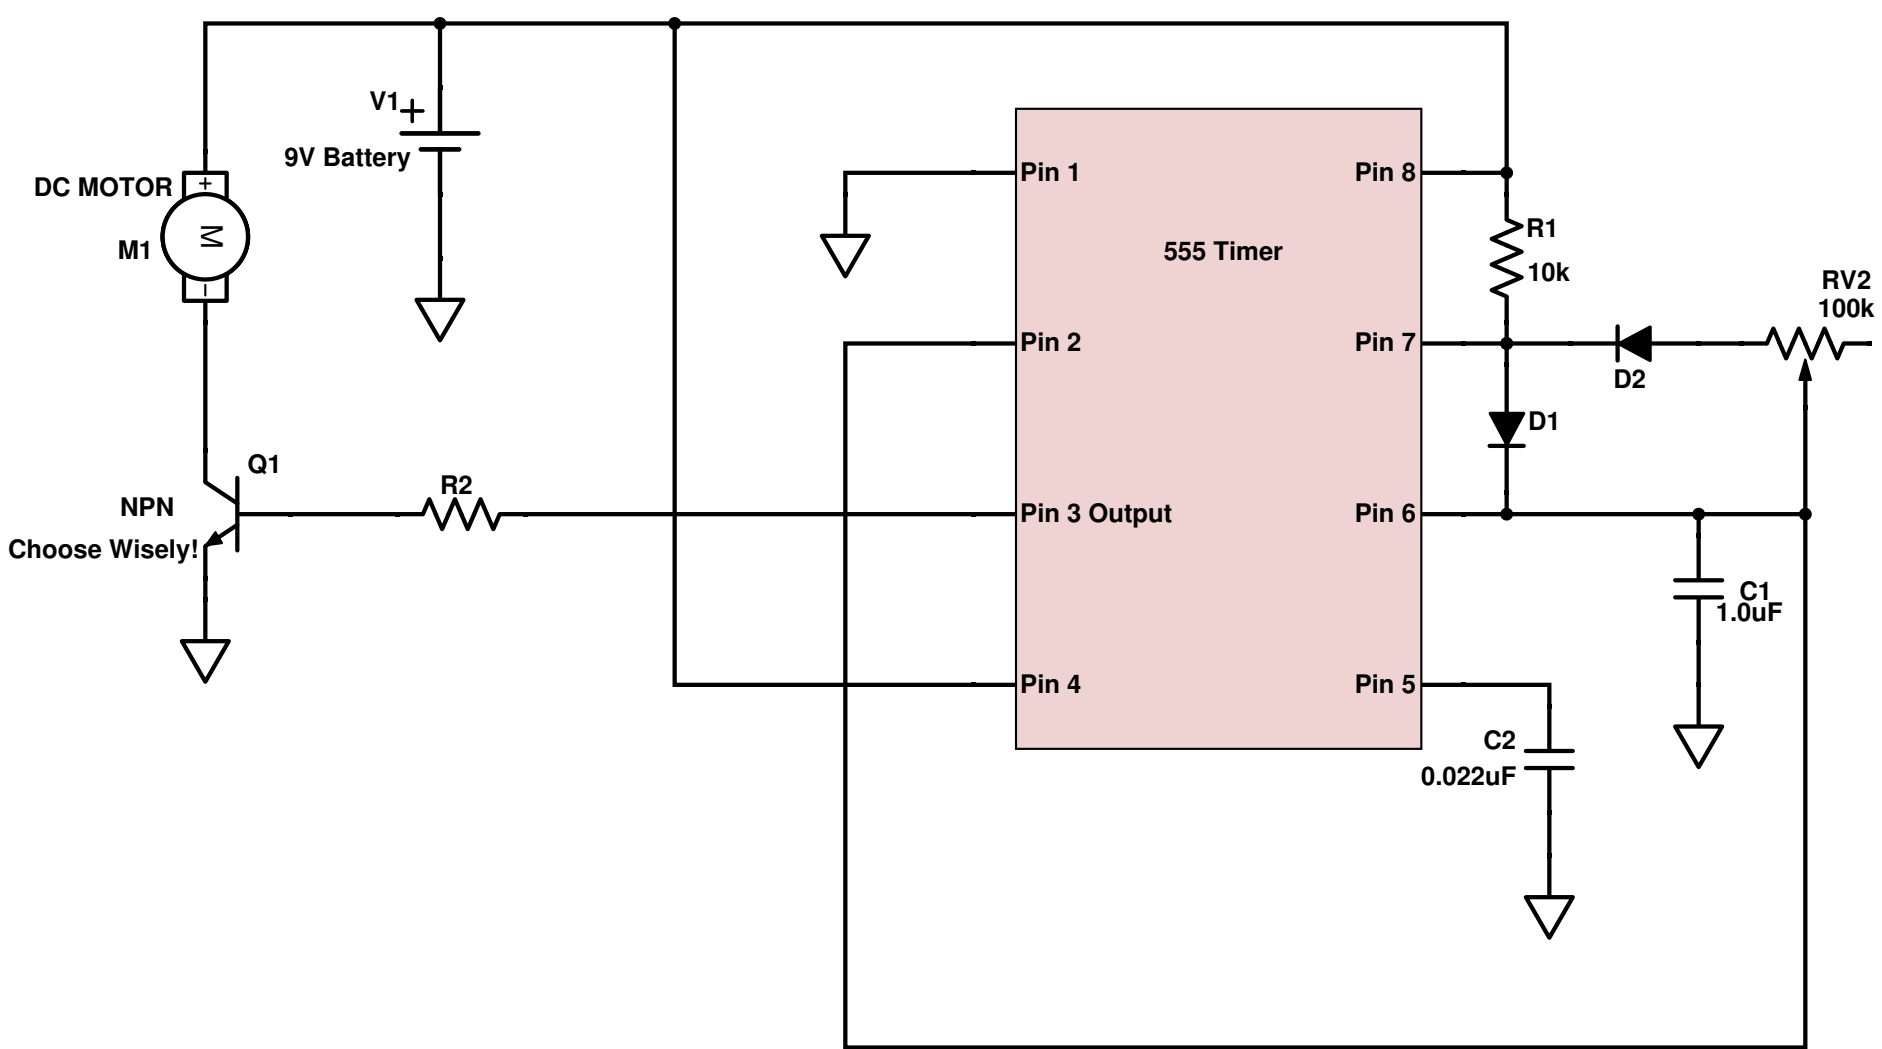 V1
9V Battery
DC MOTOR
+
M
-
M1
Q1
NPN
Choose Wisely!
R2
Pin 1
Pin 8
555 Timer
Pin 2
Pin 7
Pin 3 Output
Pin 6
Pin 4
Pin 5
R1
10k
RV2
100k
D2
D1
C1
1.0uF
C2
0.022uF